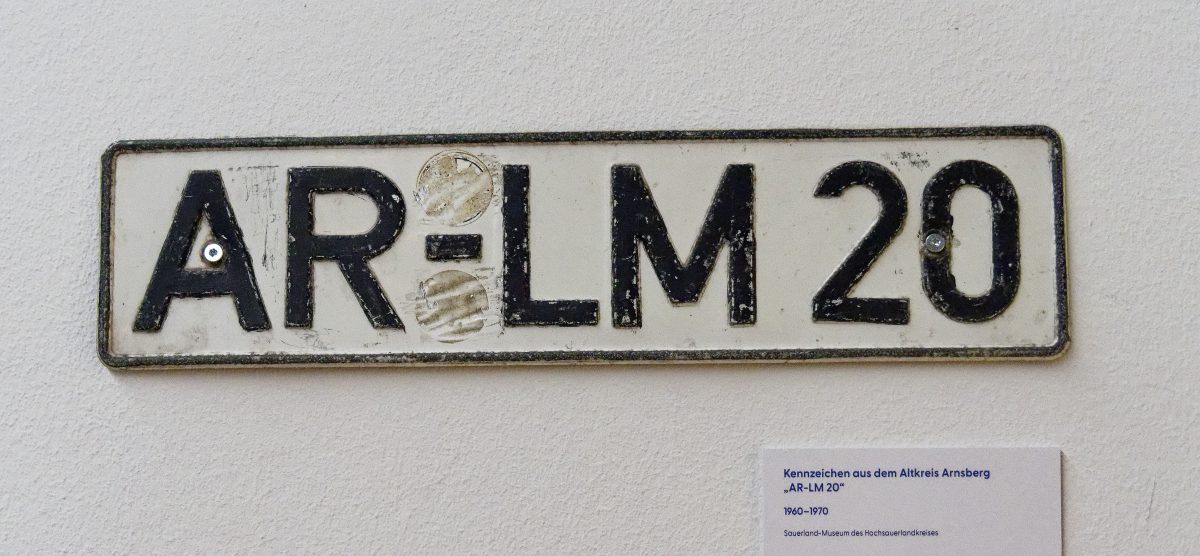 AR-LM 20
Kennzeichen aus dem Altkreis Arnsberg
„AR-LM 20“
1960–1970
Sauerland-Museum des Hochsauerlandkreises